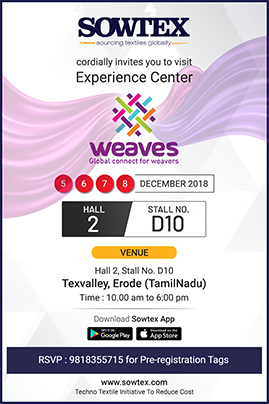 SOWTEX
sourcing textiles globally
cordially invites you to visit
Experience Center
weaves
Global connect for weavers
5 6 7 8 DECEMBER 2018
HALL
2
STALL NO.
D10
VENUE
Hall 2, Stall No. D10
Texvalley, Erode (TamilNadu)
Time : 10.00 am to 6:00 pm
Download Sowtex App
GET IT ON
Google Play
Download on the
App Store
RSVP : 9818355715 for Pre-registration Tags
www.sowtex.com
Techno Textile Initiative To Reduce Cost